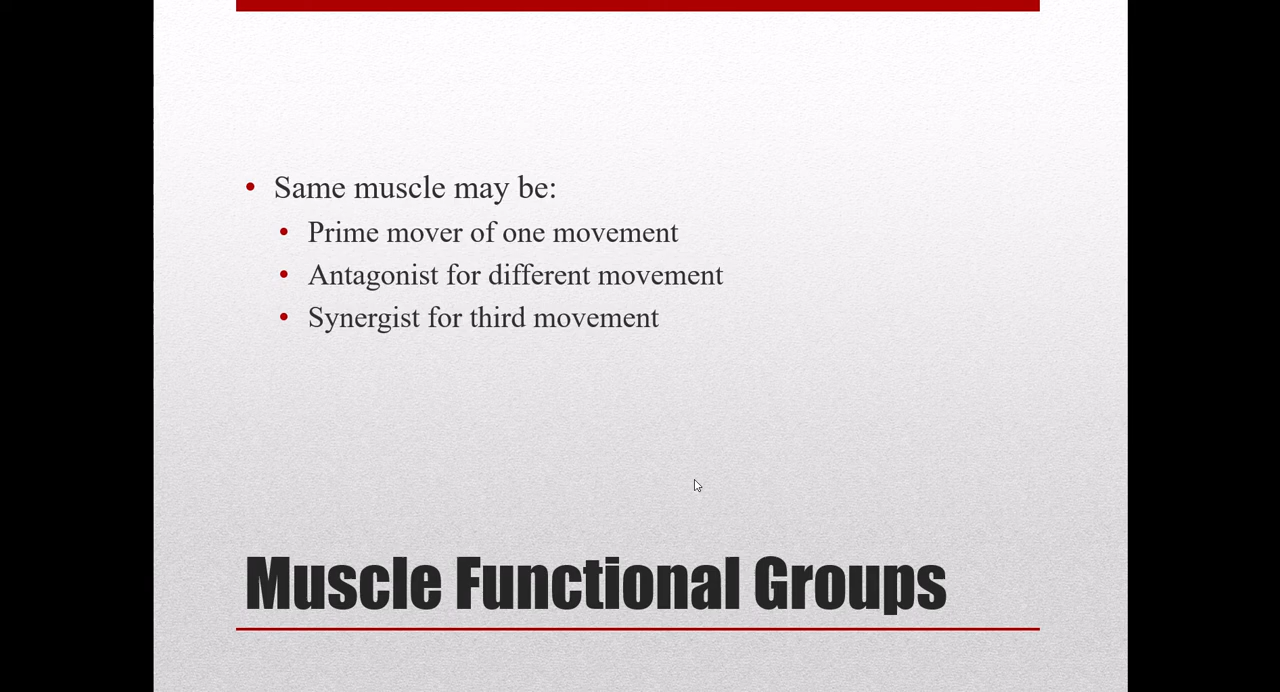 Same muscle may be:
Prime mover of one movement
Antagonist for different movement
Synergist for third movement
Muscle Functional Groups